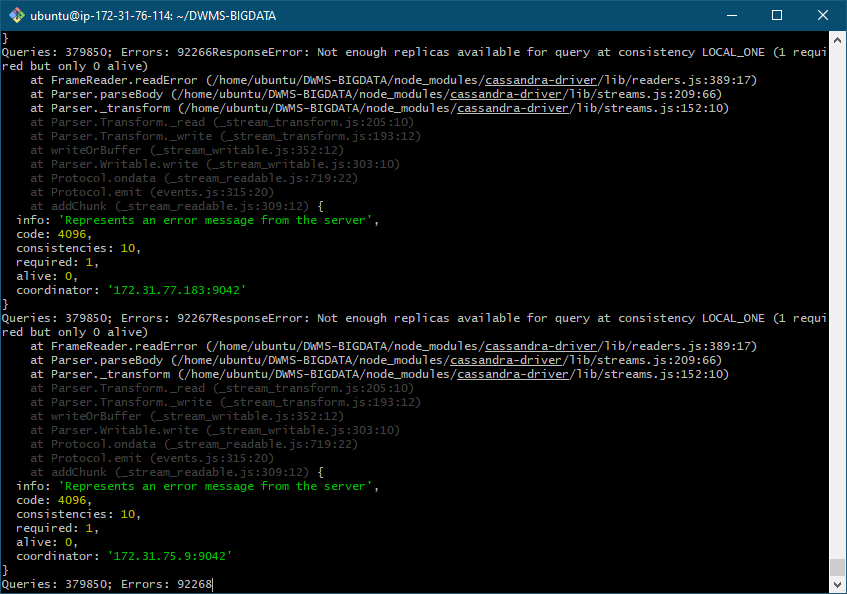 ubuntu@ip-172-31-76-114: ~/DWMS-BIGDATA
}
Queries: 379850; Errors: 92266ResponseError: Not enough replicas available for query at consistency LOCAL_ONE (1 requi
red but only 0 alive)
    at FrameReader.readError (/home/ubuntu/DWMS-BIGDATA/node_modules/cassandra-driver/lib/readers.js:389:17)
    at Parser.parseBody (/home/ubuntu/DWMS-BIGDATA/node_modules/cassandra-driver/lib/streams.js:209:66)
    at Parser._transform (/home/ubuntu/DWMS-BIGDATA/node_modules/cassandra-driver/lib/streams.js:152:10)
    at Parser.Transform._read (_stream_transform.js:205:10)
    at Parser.Transform._write (_stream_transform.js:193:12)
    at writeOrBuffer (_stream_writable.js:352:12)
    at Parser.Writable.write (_stream_writable.js:303:10)
    at Protocol.ondata (_stream_readable.js:719:22)
    at Protocol.emit (events.js:315:20)
    at addChunk (_stream_readable.js:309:12) {
  info: 'Represents an error message from the server',
  code: 4096,
  consistencies: 10,
  required: 1,
  alive: 0,
  coordinator: '172.31.77.183:9042'
}
Queries: 379850; Errors: 92267ResponseError: Not enough replicas available for query at consistency LOCAL_ONE (1 requi
red but only 0 alive)
    at FrameReader.readError (/home/ubuntu/DWMS-BIGDATA/node_modules/cassandra-driver/lib/readers.js:389:17)
    at Parser.parseBody (/home/ubuntu/DWMS-BIGDATA/node_modules/cassandra-driver/lib/streams.js:209:66)
    at Parser._transform (/home/ubuntu/DWMS-BIGDATA/node_modules/cassandra-driver/lib/streams.js:152:10)
    at Parser.Transform._read (_stream_transform.js:205:10)
    at Parser.Transform._write (_stream_transform.js:193:12)
    at writeOrBuffer (_stream_writable.js:352:12)
    at Parser.Writable.write (_stream_writable.js:303:10)
    at Protocol.ondata (_stream_readable.js:719:22)
    at Protocol.emit (events.js:315:20)
    at addChunk (_stream_readable.js:309:12) {
  info: 'Represents an error message from the server',
  code: 4096,
  consistencies: 10,
  required: 1,
  alive: 0,
  coordinator: '172.31.75.9:9042'
}
Queries: 379850; Errors: 92268